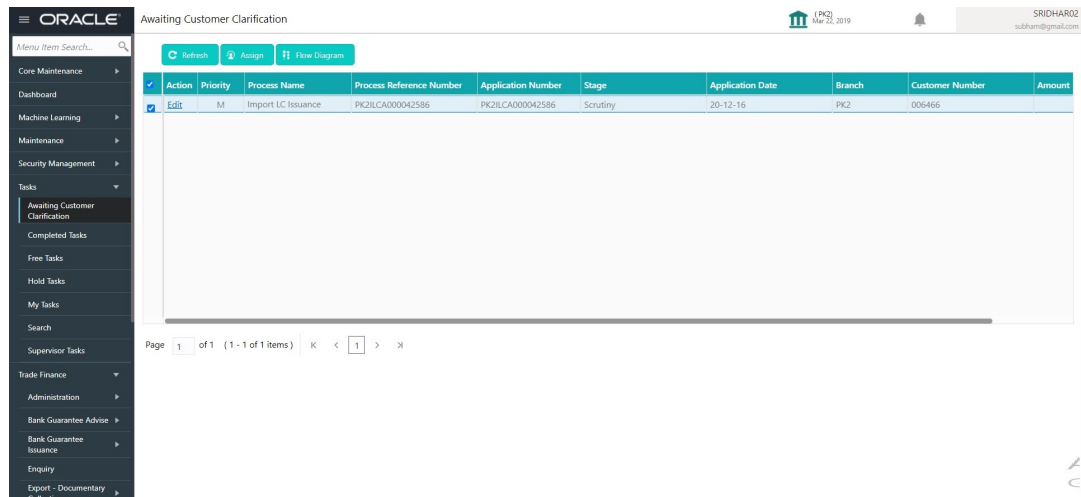 ORACLE
Awaiting Customer Clarification
( PK2)
Mar 22, 2019
SRIDHAR02
subham@gmail.com
Menu Item Search...
Core Maintenance
Dashboard
Machine Learning
Maintenance
Security Management
Tasks
Awaiting Customer
Clarification
Completed Tasks
Free Tasks
Hold Tasks
My Tasks
Search
Supervisor Tasks
Trade Finance
Administration
Bank Guarantee Advise
Bank Guarantee
Issuance
Enquiry
Export - Documentary
Refresh Assign Flow Diagram
Action Priority Process Name Process Reference Number Application Number Stage Application Date Branch Customer Number Amount
Edit M Import LC Issuance PK2ILCA000042586 PK2ILCA000042586 Scrutiny 20-12-16 PK2 006466
Page 1 of 1 ( 1 - 1 of 1 items ) 1